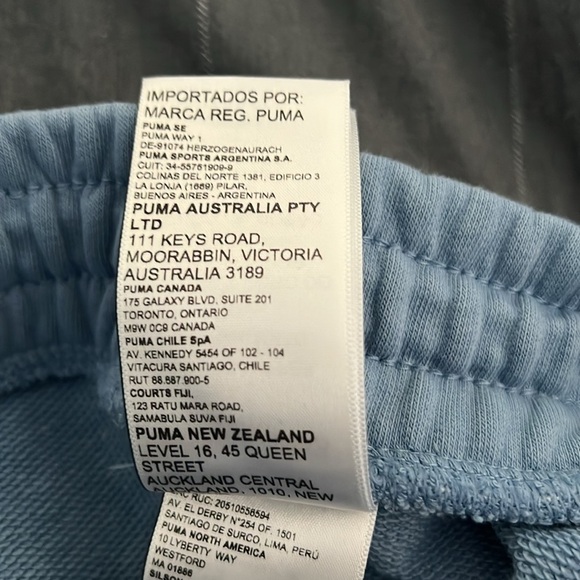 IMPORTADOS POR:
MARCA REG. PUMA
PUMA SE
PUMA WAY 1
DE-91074 HERZOGENAURACH
PUMA SPORTS ARGENTINA S.A.
CUIT: 34-55761909-9
COLINAS DEL NORTE 1381, EDIFICIO 3
LA LONJA (1669) PILAR,
BUENOS AIRES - ARGENTINA
PUMA AUSTRALIA PTY
LTD
111 KEYS ROAD,
MOORABBIN, VICTORIA
AUSTRALIA 3189
PUMA CANADA
175 GALAXY BLVD, SUITE 201
TORONTO, ONTARIO
M9W 0C9 CANADA
PUMA CHILE SpA
AV. KENNEDY 5454 OF 102 - 104
VITACURA SANTIAGO, CHILE
RUT 88.887.900-5
COURTS FIJI,
123 RATU MARA ROAD,
SAMABULA SUVA FIJI
PUMA NEW ZEALAND
LEVEL 16, 45 QUEEN
STREET
AUCKLAND CENTRAL
AUCKLAND, 1010, NEW
RUC: 20510558594
AV. EL DERBY N°254 OF. 1501
SANTIAGO DE SURCO, LIMA, PERÚ
PUMA NORTH AMERICA
10 LYBERTY WAY
WESTFORD
MA 01886